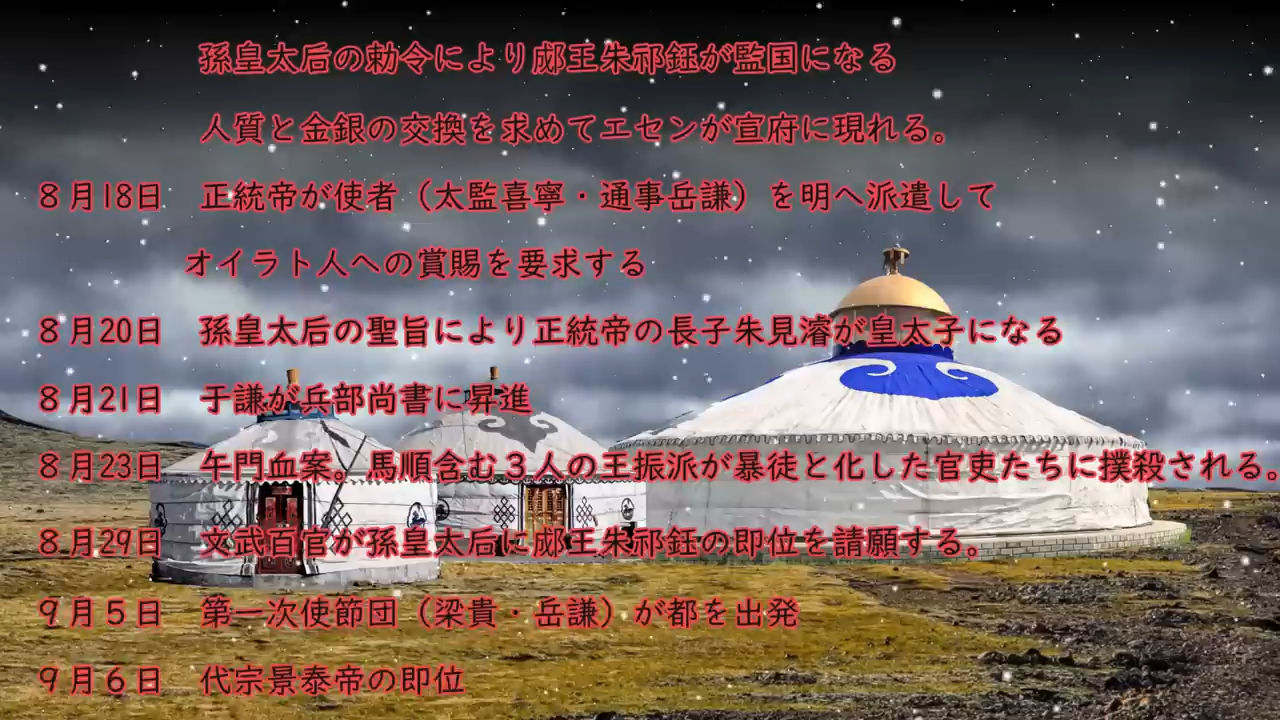 孫皇太后の勅令により郕王朱祁鈺が監国になる
人質と金銀の交換を求めてエセンが宣府に現れる。
８月18日　正統帝が使者（太監喜寧・通事岳謙）を明へ派遣して
オイラト人への賞賜を要求する
８月20日　孫皇太后の聖旨により正統帝の長子朱見濬が皇太子になる
８月21日　于謙が兵部尚書に昇進
８月23日　午門血案。馬順含む３人の王振派が暴徒と化した官吏たちに撲殺される。
８月29日　文武百官が孫皇太后に郕王朱祁鈺の即位を請願する。
９月５日　第一次使節団（梁貴・岳謙）が都を出発
９月６日　代宗景泰帝の即位